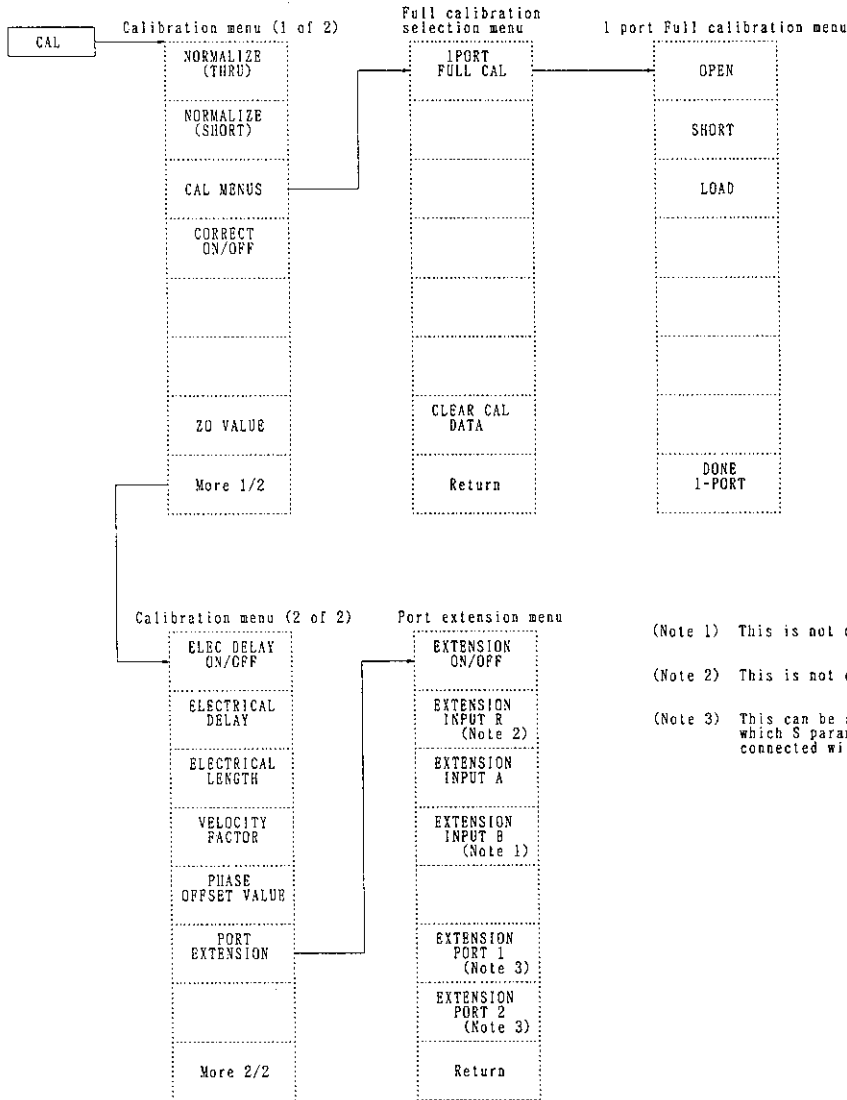 CAL
Calibration menu (1 of 2)
NORMALIZE
(THRU)
NORMALIZE
(SHORT)
CAL MENUS
CORRECT
ON/OFF
ZO VALUE
More 1/2
Full calibration
selection menu
1PORT
FULL CAL
CLEAR CAL
DATA
Return
1 port Full calibration menu
OPEN
SHORT
LOAD
DONE
1-PORT
Calibration menu (2 of 2)
ELEC DELAY
ON/OFF
ELECTRICAL
DELAY
ELECTRICAL
LENGTH
VELOCITY
FACTOR
PHASE
OFFSET VALUE
PORT
EXTENSION
More 2/2
Port extension menu
EXTENSION
ON/OFF
EXTENSION
INPUT R
(Note 2)
EXTENSION
INPUT A
EXTENSION
INPUT B
(Note 1)
EXTENSION
PORT 1
(Note 3)
EXTENSION
PORT 2
(Note 3)
Return
(Note 1) This is not
(Note 2) This is not
(Note 3) This can be
which S
connected